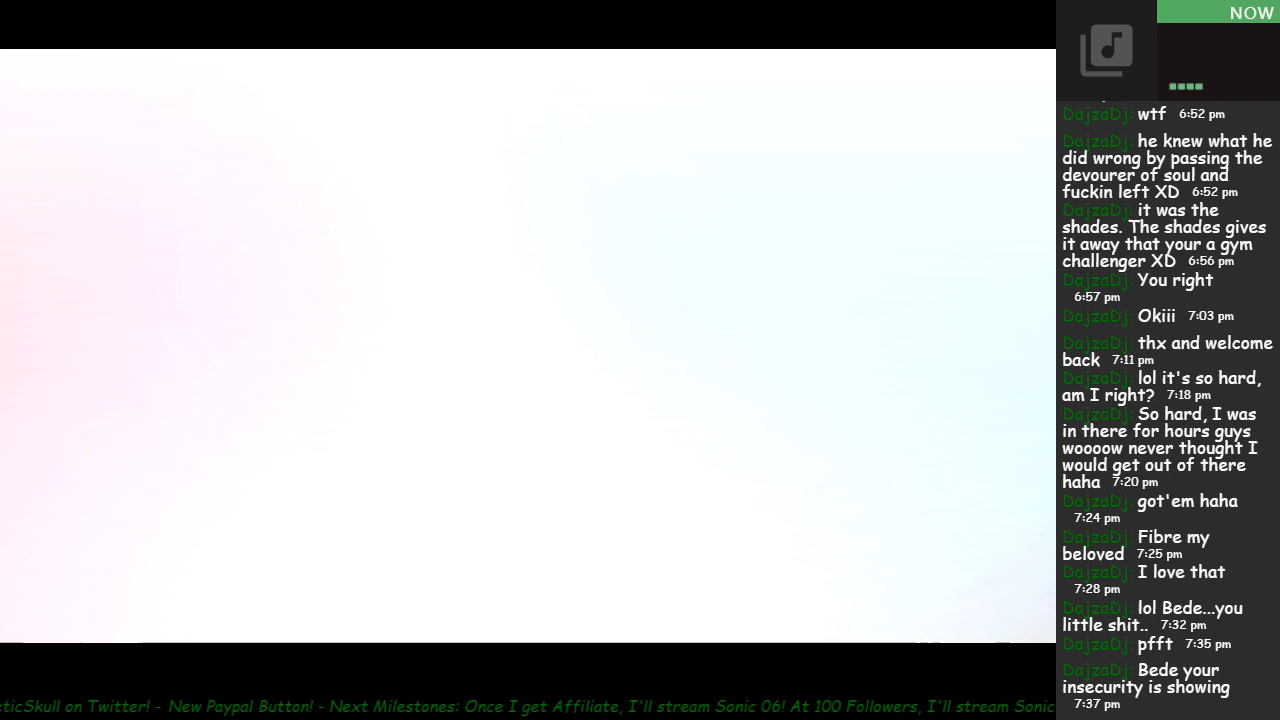 NOW
DajzaDj: wtf 6:52 pm
DajzaDj: he knew what he
did wrong by passing the
devourer of soul and
fuckin left XD 6:52 pm
DajzaDj: it was the
shades. The shades gives
it away that your a gym
challenger XD 6:56 pm
DajzaDj: You right
6:57 pm
DajzaDj: Okiii 7:03 pm
DajzaDj: thx and welcome
back 7:11 pm
DajzaDj: lol it's so hard,
am I right? 7:18 pm
DajzaDj: So hard, I was
in there for hours guys
woooow never thought I
would get out of there
haha 7:20 pm
DajzaDj: got'em haha
7:24 pm
DajzaDj: Fibre my
beloved 7:25 pm
DajzaDj: I love that
7:28 pm
DajzaDj: lol Bede...you
little shit.. 7:32 pm
DajzaDj: pfft 7:35 pm
DajzaDj: Bede your
insecurity is showing
7:37 pm
eticSkull on Twitter! - New Paypal Button! - Next Milestones: Once I get Affiliate, I'll stream Sonic 06! At 100 Followers, I'll stream Sonic